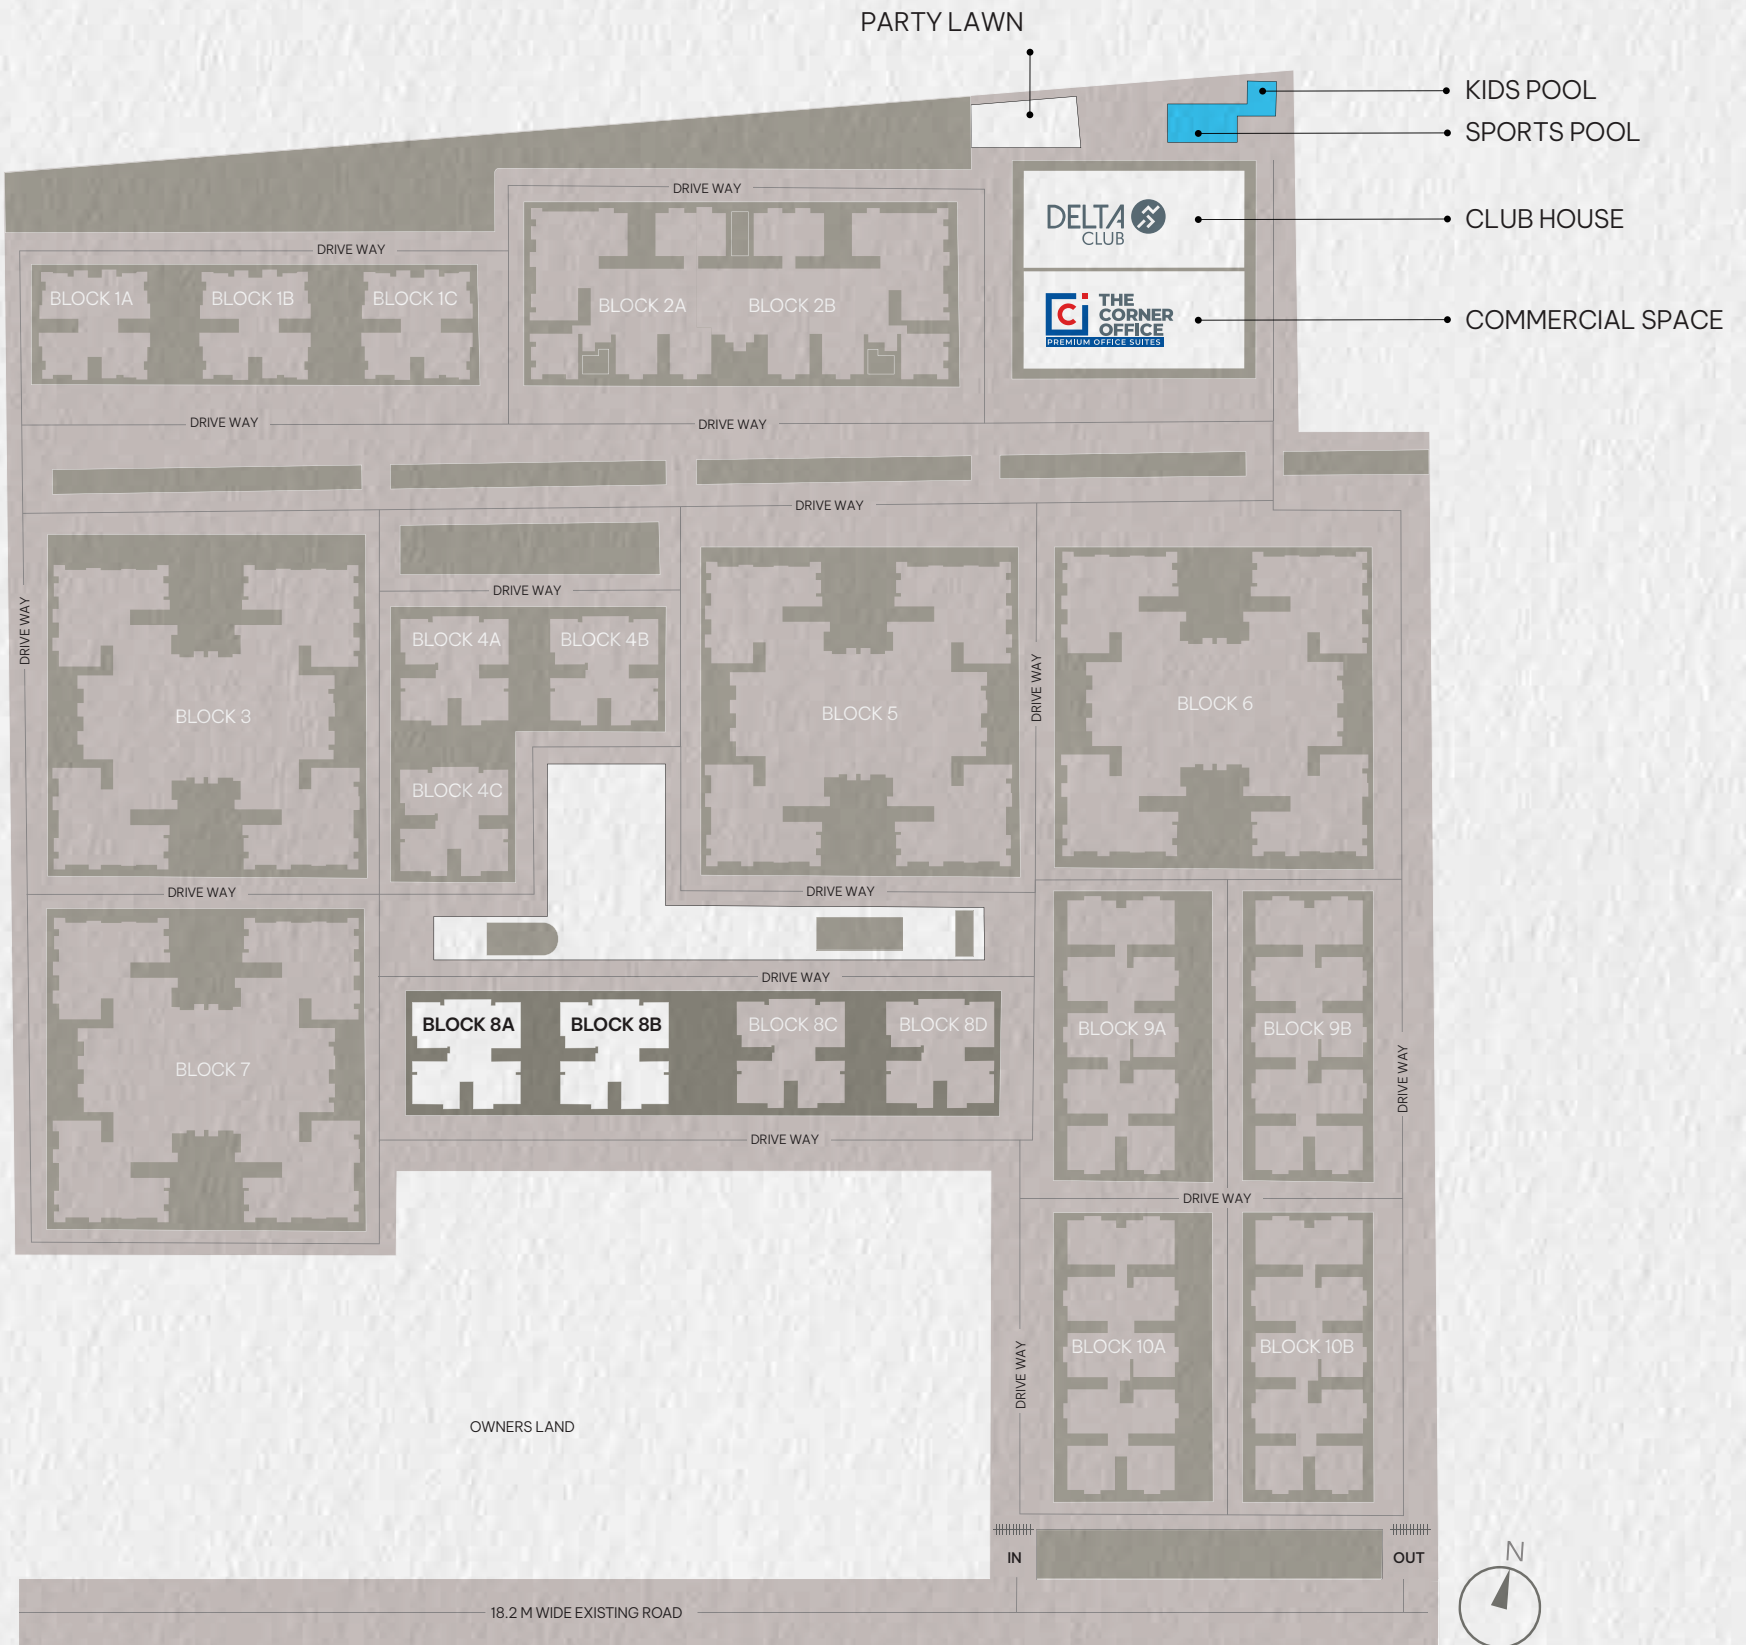 PARTY LAWN
KIDS POOL
SPORTS POOL
DRIVE WAY
DELTA
CLUB
CLUB HOUSE
DRIVE WAY
BLOCK 1A
BLOCK 1B
BLOCK 1C
BLOCK 2A
BLOCK 2B
THE
CORNER
OFFICE
PREMIUM OFFICE SUITES
COMMERCIAL SPACE
DRIVE WAY
DRIVE WAY
DRIVE WAY
DRIVE WAY
DRIVE WAY
BLOCK 4A
BLOCK 4B
DRIVE WAY
BLOCK 3
BLOCK 5
BLOCK 6
BLOCK 4C
DRIVE WAY
DRIVE WAY
DRIVE WAY
BLOCK 8A
BLOCK 8B
BLOCK 8C
BLOCK 8D
BLOCK 9A
BLOCK 9B
BLOCK 7
DRIVE WAY
DRIVE WAY
DRIVE WAY
BLOCK 10A
BLOCK 10B
DRIVE WAY
OWNERS LAND
IN
OUT
N
18.2 M WIDE EXISTING ROAD